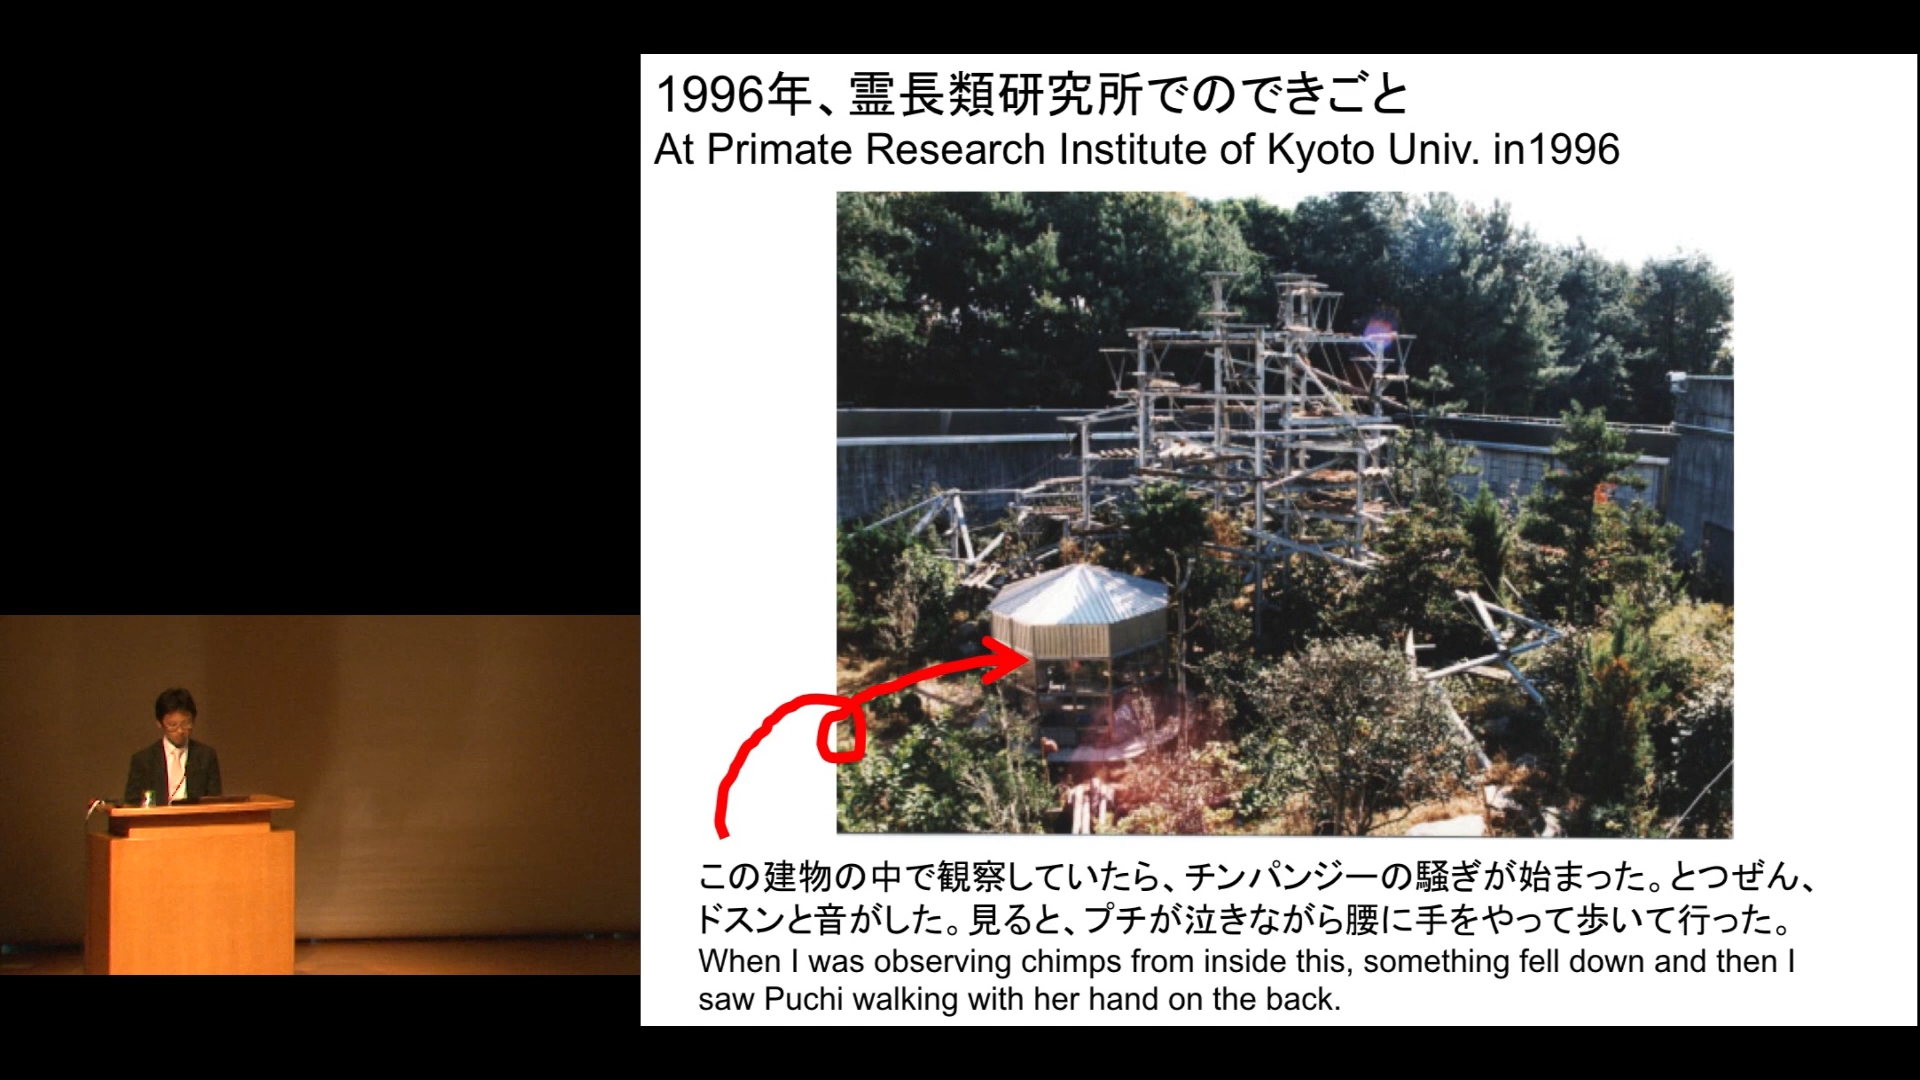 1996年、霊長類研究所でのできごと
At Primate Research Institute of Kyoto Univ. in1996
この建物の中で観察していたら、チンパンジーの騒ぎが始まった。とつぜん、
ドスンと音がした。見ると、プチが泣きながら腰に手をやって歩いて行った。
When I was observing chimps from inside this, something fell down and then I
saw Puchi walking with her hand on the back.